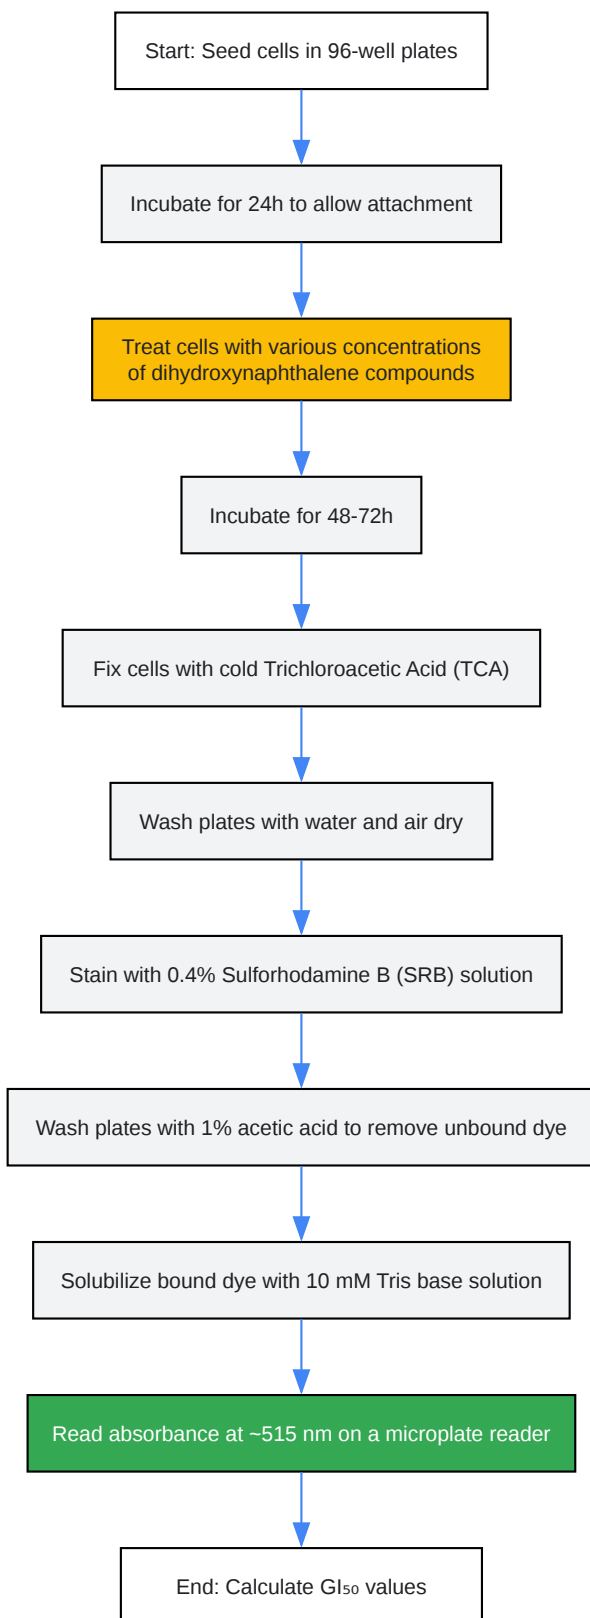 Start: Seed cells in 96-well plates
Incubate for 24h to allow attachment
Treat cells with various concentrations
of dihydroxynaphthalene compounds
Incubate for 48-72h
Fix cells with cold Trichloroacetic Acid (TCA)
Wash plates with water and air dry
Stain with 0.4% Sulforhodamine B (SRB) solution
Wash plates with 1% acetic acid to remove unbound dye
Solubilize bound dye with 10 mM Tris base solution
Read absorbance at ~515 nm on a microplate reader
End: Calculate GI₅₀ values